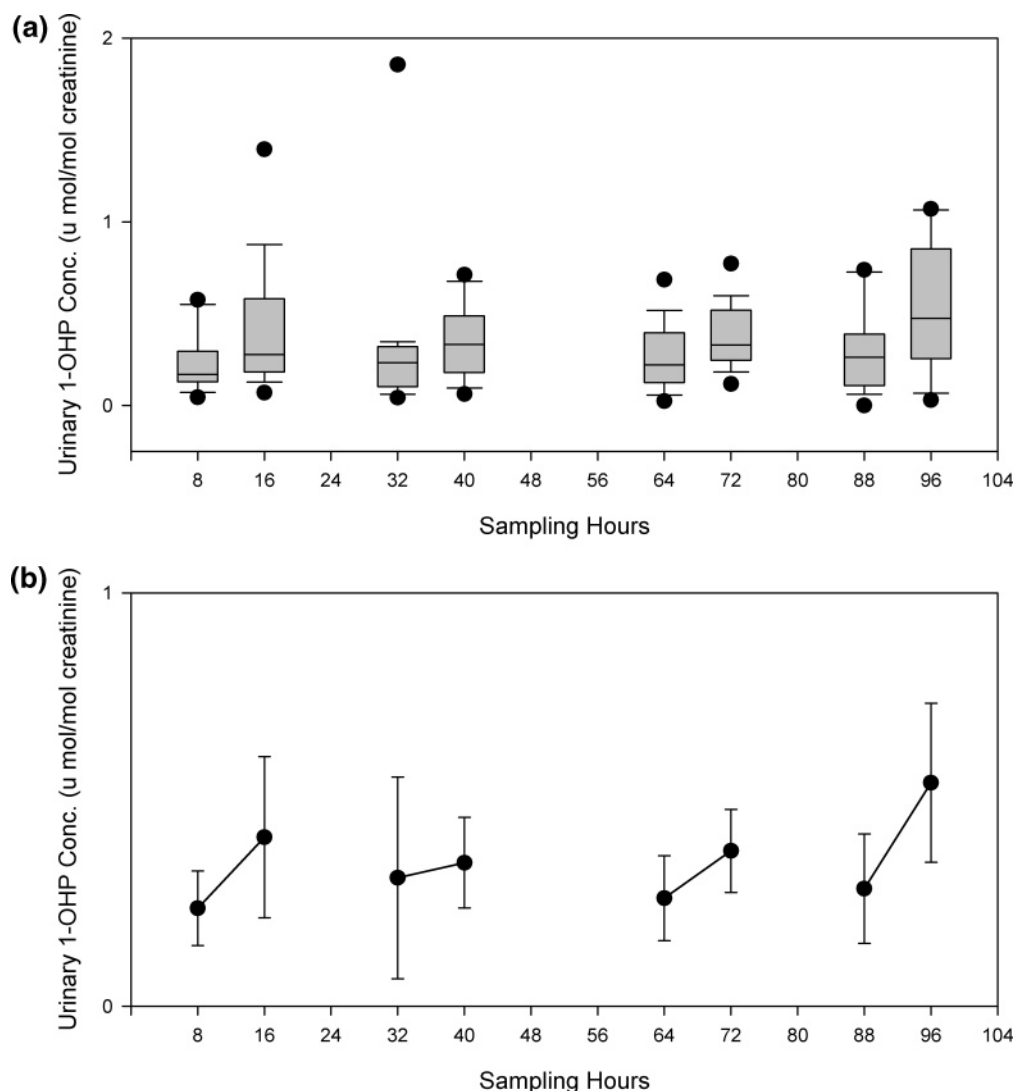 (a)
Urinary 1-OHP Conc. (u mol/mol creatinine)
2
1
0
8 16 24 32 40 48 56 64 72 80 88 96 104
Sampling Hours
(b)
Urinary 1-OHP Conc. (u mol/mol creatinine)
1
0
8 16 24 32 40 48 56 64 72 80 88 96 104
Sampling Hours